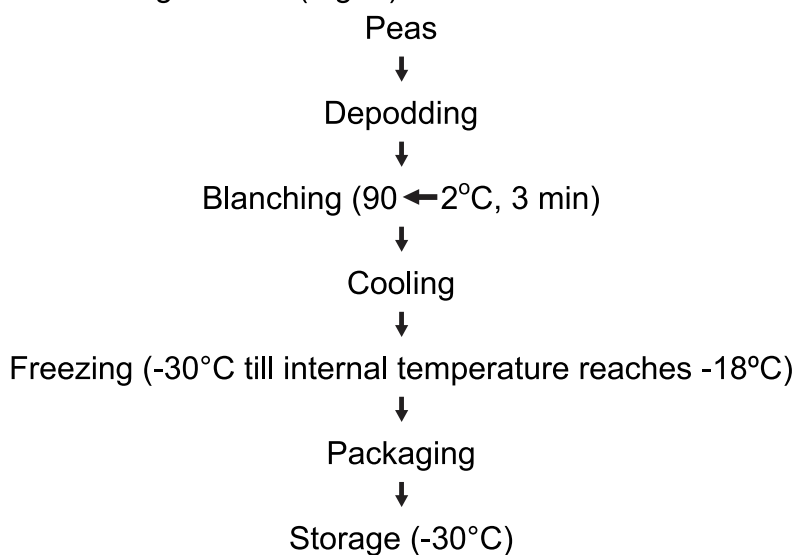 Peas
↓
Depodding
↓
Blanching (90 ←2°C, 3 min)
↓
Cooling
↓
Freezing (-30°C till internal temperature reaches -18ºC)
↓
Packaging
↓
Storage (-30°C)